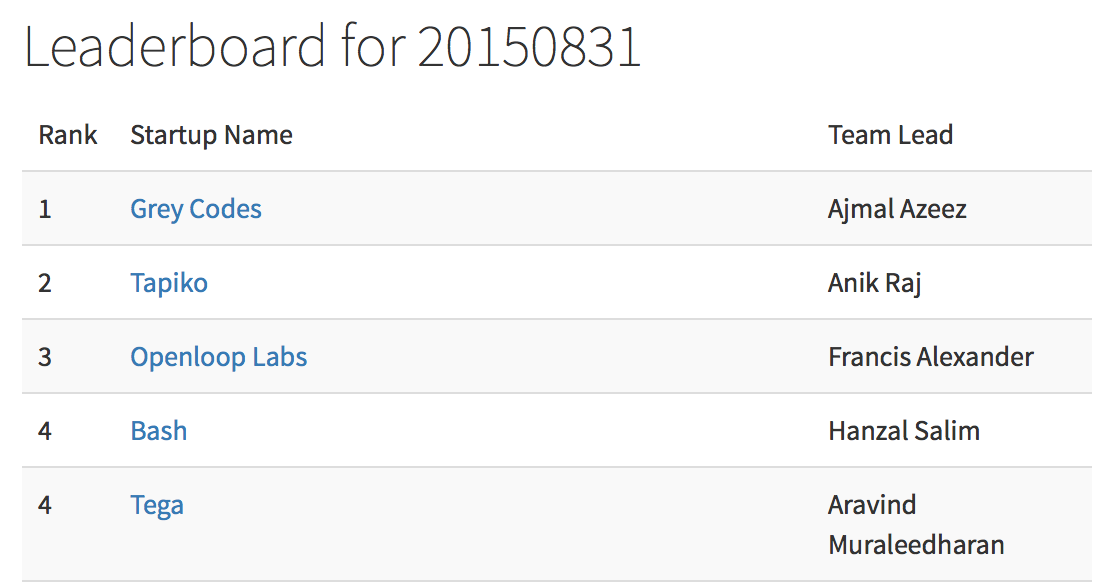 Leaderboard for 20150831
Rank Startup Name Team Lead
1 Grey Codes Ajmal Azeez
2 Tapiko Anik Raj
3 Openloop Labs Francis Alexander
4 Bash Hanzal Salim
4 Tega Aravind
Muraleedharan